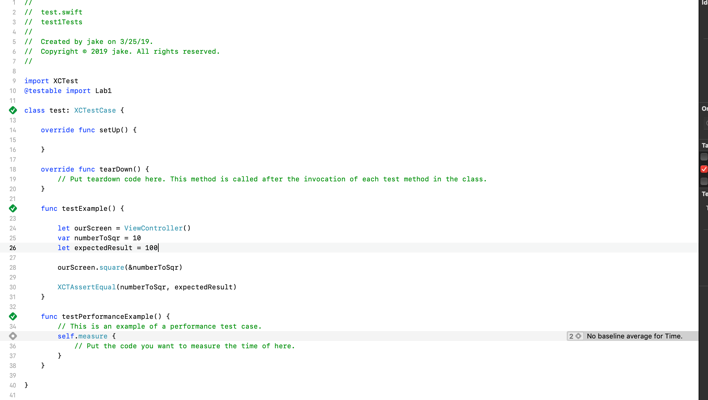 1 //
2 // test.swift
3 // test1Tests
4 //
5 // Created by jake on 3/25/19.
6 // Copyright © 2019 jake. All rights reserved.
7 //
8
9 import XCTest
10 @testable import Lab1
11
class test: XCTestCase {
13
14 override func setUp() {
15
16 }
17
18 override func tearDown() {
19 // Put teardown code here. This method is called after the invocation of each test method in the class.
20 }
21
func testExample() {
23
24 let ourScreen = ViewController()
25 var numberToSqr = 10
26 let expectedResult = 100
27
28 ourScreen.square(&numberToSqr)
29
30 XCTAssertEqual(numberToSqr, expectedResult)
31 }
32
func testPerformanceExample() {
34 // This is an example of a performance test case.
self.measure { 2 No baseline average for Time.
36 // Put the code you want to measure the time of here.
37 }
38 }
39
40 }
41